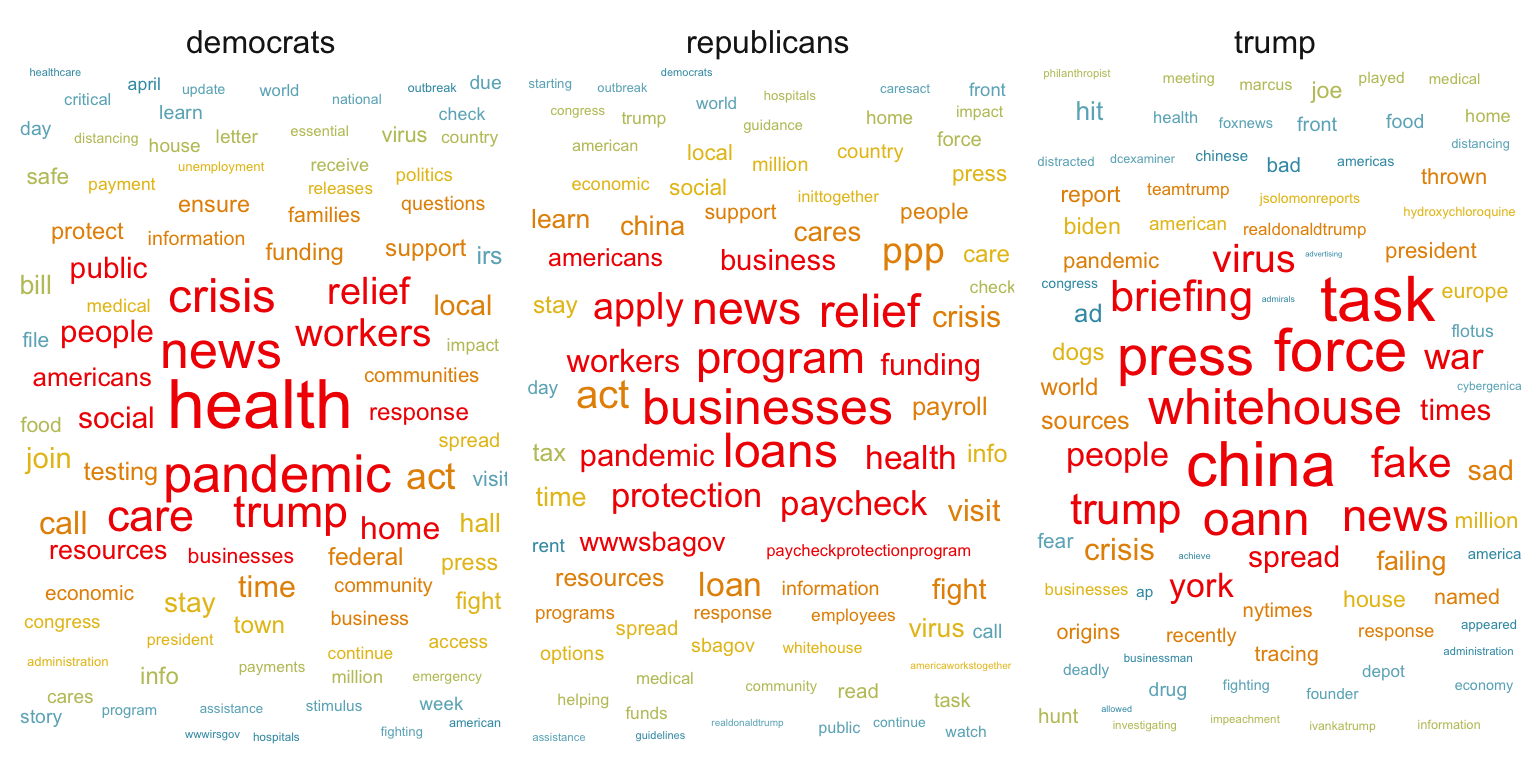 democrats
healthcare
april
update
world
outbreak
due
critical
national
learn
check
day
distancing
house
letter
essential
virus
country
safe
unemployment
receive
politics
payment
releases
ensure
families
questions
protect
information
funding
support
irs
public
bill
crisis
relief
medical
local
file
people
news
workers
impact
americans
communities
food
social
health
response
spread
join
testing
pandemic
act
visit
call
care
trump
home
hall
resources
businesses
federal
press
economic
time
community
stay
fight
congress
town
business
president
access
administration
continue
info
payments
million
emergency
cares
program
assistance
stimulus
week
story
american
wwwirsgov
hospitals
fighting
republicans
democrats
starting
outbreak
hospitals
caresact
front
world
congress
trump
guidance
home
impact
american
force
local
million
country
economic
social
press
inittogether
learn
china
support
people
cares
americans
business
ppp
care
check
stay
apply
news
relief
crisis
workers
program
funding
day
act
businesses
payroll
tax
pandemic
loans
health
info
time
protection
paycheck
visit
rent
wwwsbagov
paycheckprotectionprogram
resources
loan
information
fight
programs
response
employees
spread
virus
call
options
sbagov
whitehouse
americaworkstogether
medical
community
read
helping
task
funds
realdonaldtrump
public
continue
assistance
guidelines
watch
trump
philanthropist
meeting
marcus
joe
played
medical
hit
health
foxnews
front
food
home
distancing
distracted
dcexaminer
chinese
bad
americas
thrown
report
teamtrump
jsolomonreports
hydroxychloroquine
biden
american
realdonaldtrump
pandemic
virus
advertising
president
congress
briefing
admirals
task
europe
ad
flotus
dogs
press
force
war
world
cybergenica
sources
whitehouse
times
people
china
fake
sad
trump
oann
news
million
fear
crisis
achieve
spread
failing
america
businesses
ap
york
nytimes
house
named
origins
recently
response
appeared
tracing
deadly
businessman
administration
drug
fighting
founder
depot
economy
hunt
allowed
investigating
impeachment
ivankatrump
information